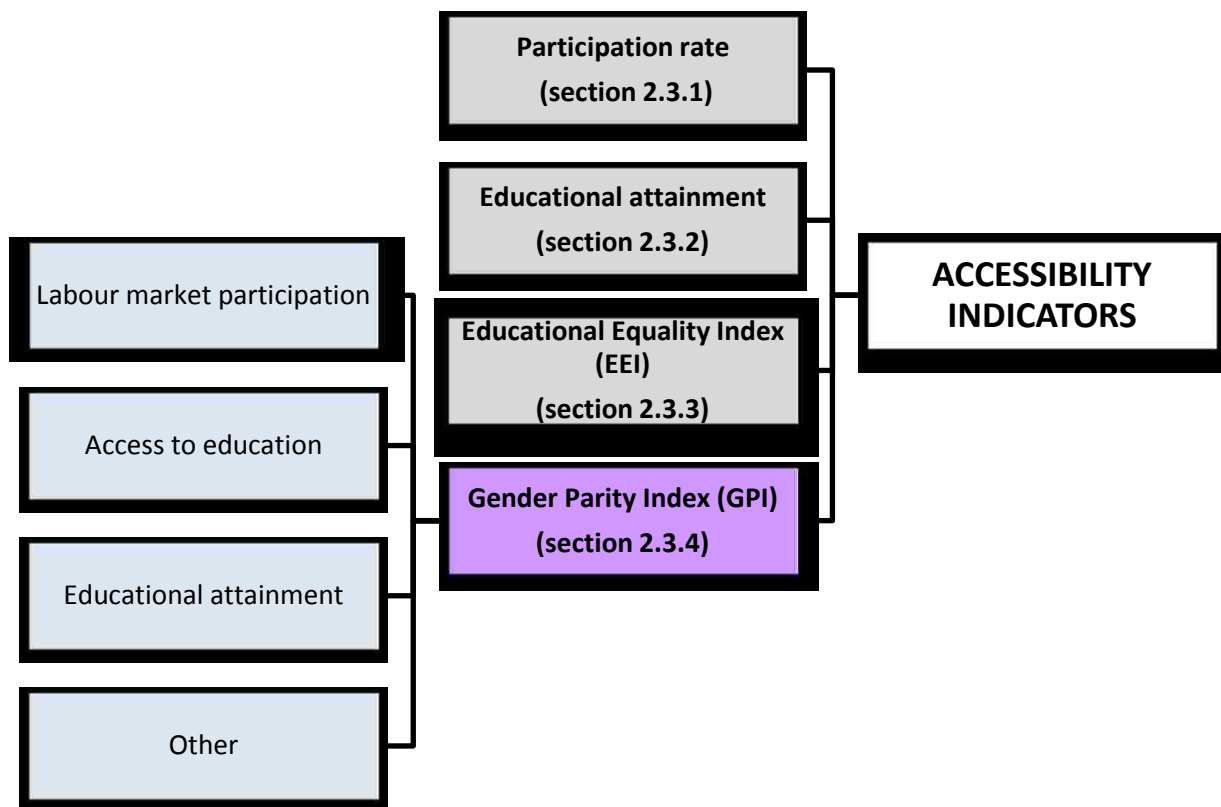 Participation rate
(section 2.3.1)
Educational attainment
(section 2.3.2)
Educational Equality Index
(EEI)
(section 2.3.3)
Gender Parity Index (GPI)
(section 2.3.4)
ACCESSIBILITY
INDICATORS
Labour market participation
Access to education
Educational attainment
Other